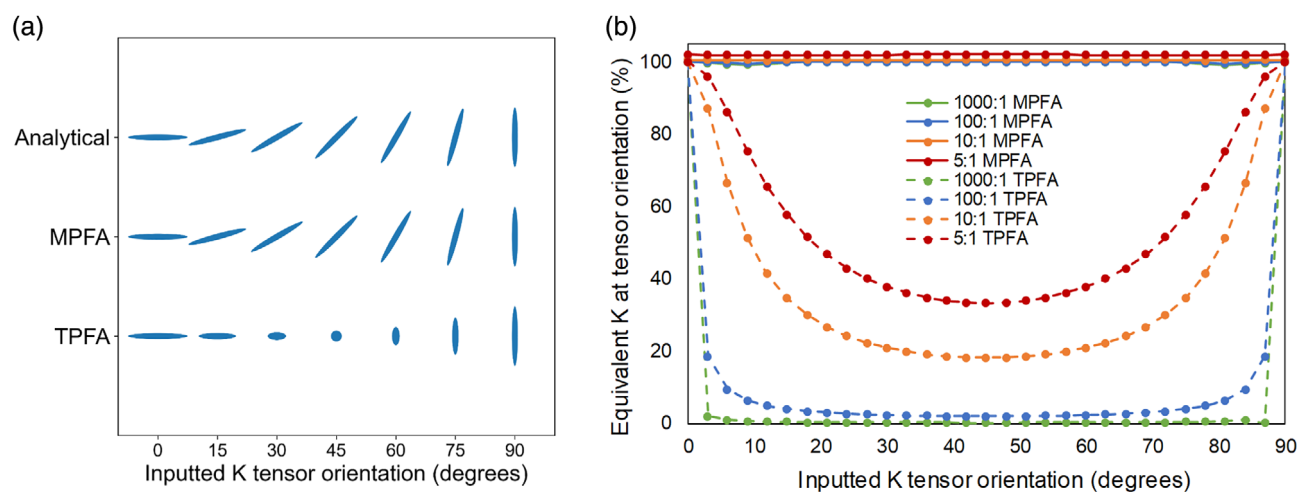 (a)
Analytical
MPFA
TPFA
0 15 30 45 60 75 90
Inputted K tensor orientation (degrees)
(b)
Equivalent K at tensor orientation (%)
100
80
60
40
20
0
1000:1 MPFA
100:1 MPFA
10:1 MPFA
5:1 MPFA
1000:1 TPFA
100:1 TPFA
10:1 TPFA
5:1 TPFA
0 10 20 30 40 50 60 70 80 90
Inputted K tensor orientation (degrees)